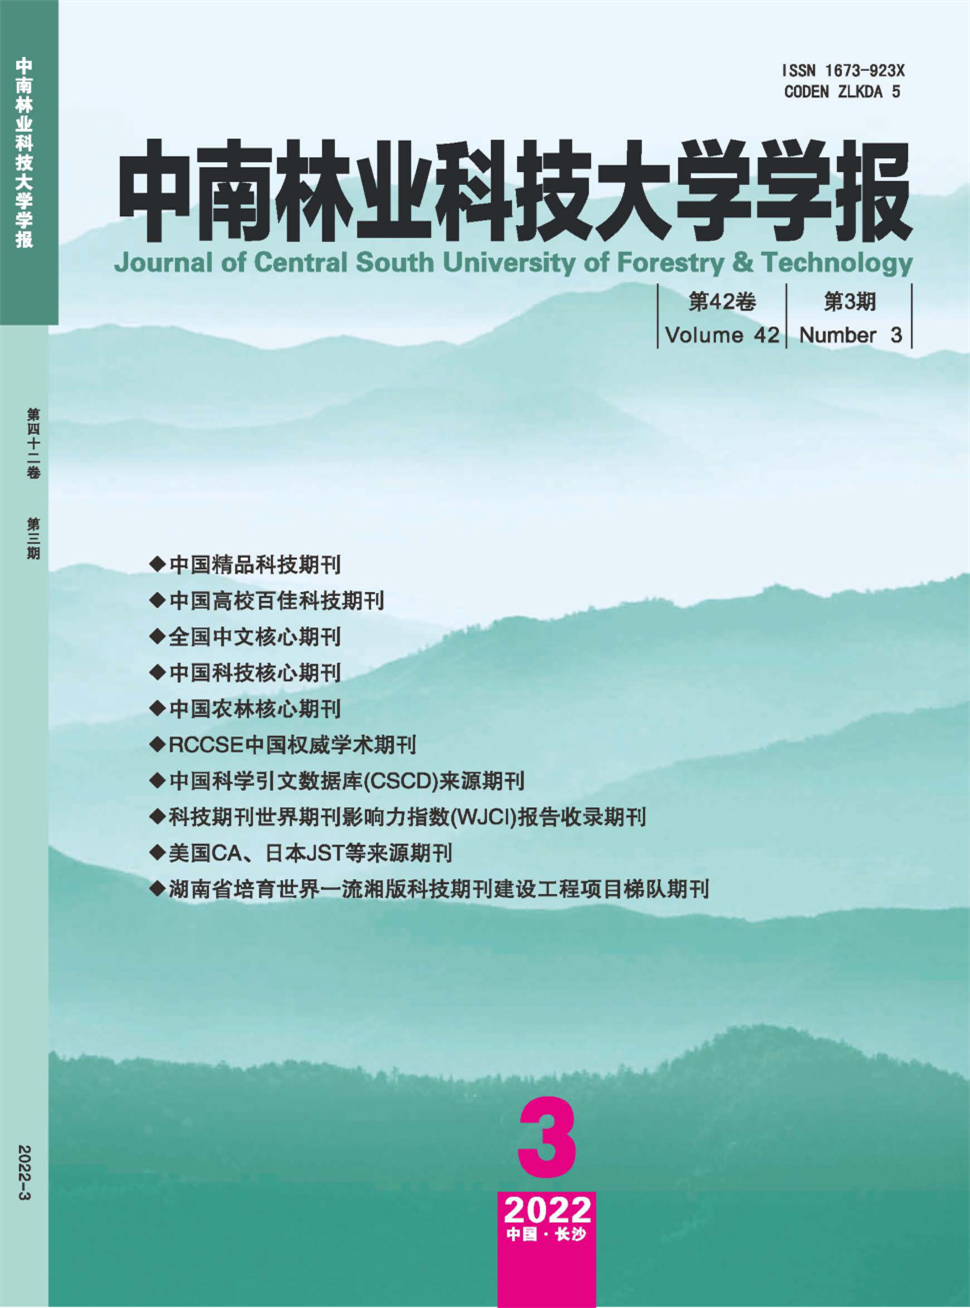 中南林业科技大学学报
第四十二卷 第三期
2022-3
ISSN 1673-923X
CODEN ZLKDA 5
中南林业科技大学学报
Journal of Central South University of Forestry & Technology
第42卷 第3期
Volume 42 Number 3
◆中国精品科技期刊
◆中国高校百佳科技期刊
◆全国中文核心期刊
◆中国科技核心期刊
◆中国农林核心期刊
◆RCCSE中国权威学术期刊
◆中国科学引文数据库(CSCD)来源期刊
◆科技期刊世界期刊影响力指数(WJCI)报告收录期刊
◆美国CA、日本JST等来源期刊
◆湖南省培育世界一流湘版科技期刊建设工程项目梯队期刊
3
2022
中国·长沙